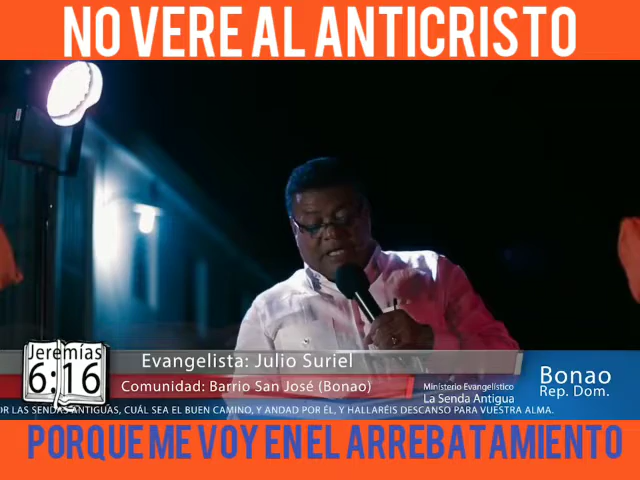 NO VERE AL ANTICRISTO
Jeremías
6:16
Evangelista: Julio Suriel
Comunidad: Barrio San José (Bonao)
Ministerio Evangelístico
La Senda Antigua
Bonao
Rep. Dom.
OR LAS SENDAS ANTIGUAS, CUÁL SEA EL BUEN CAMINO, Y ANDAD POR ÉL, Y HALLARÉIS DESCANSO PARA VUESTRA ALMA.
PORQUE ME VOY EN EL ARREBATAMIENTO